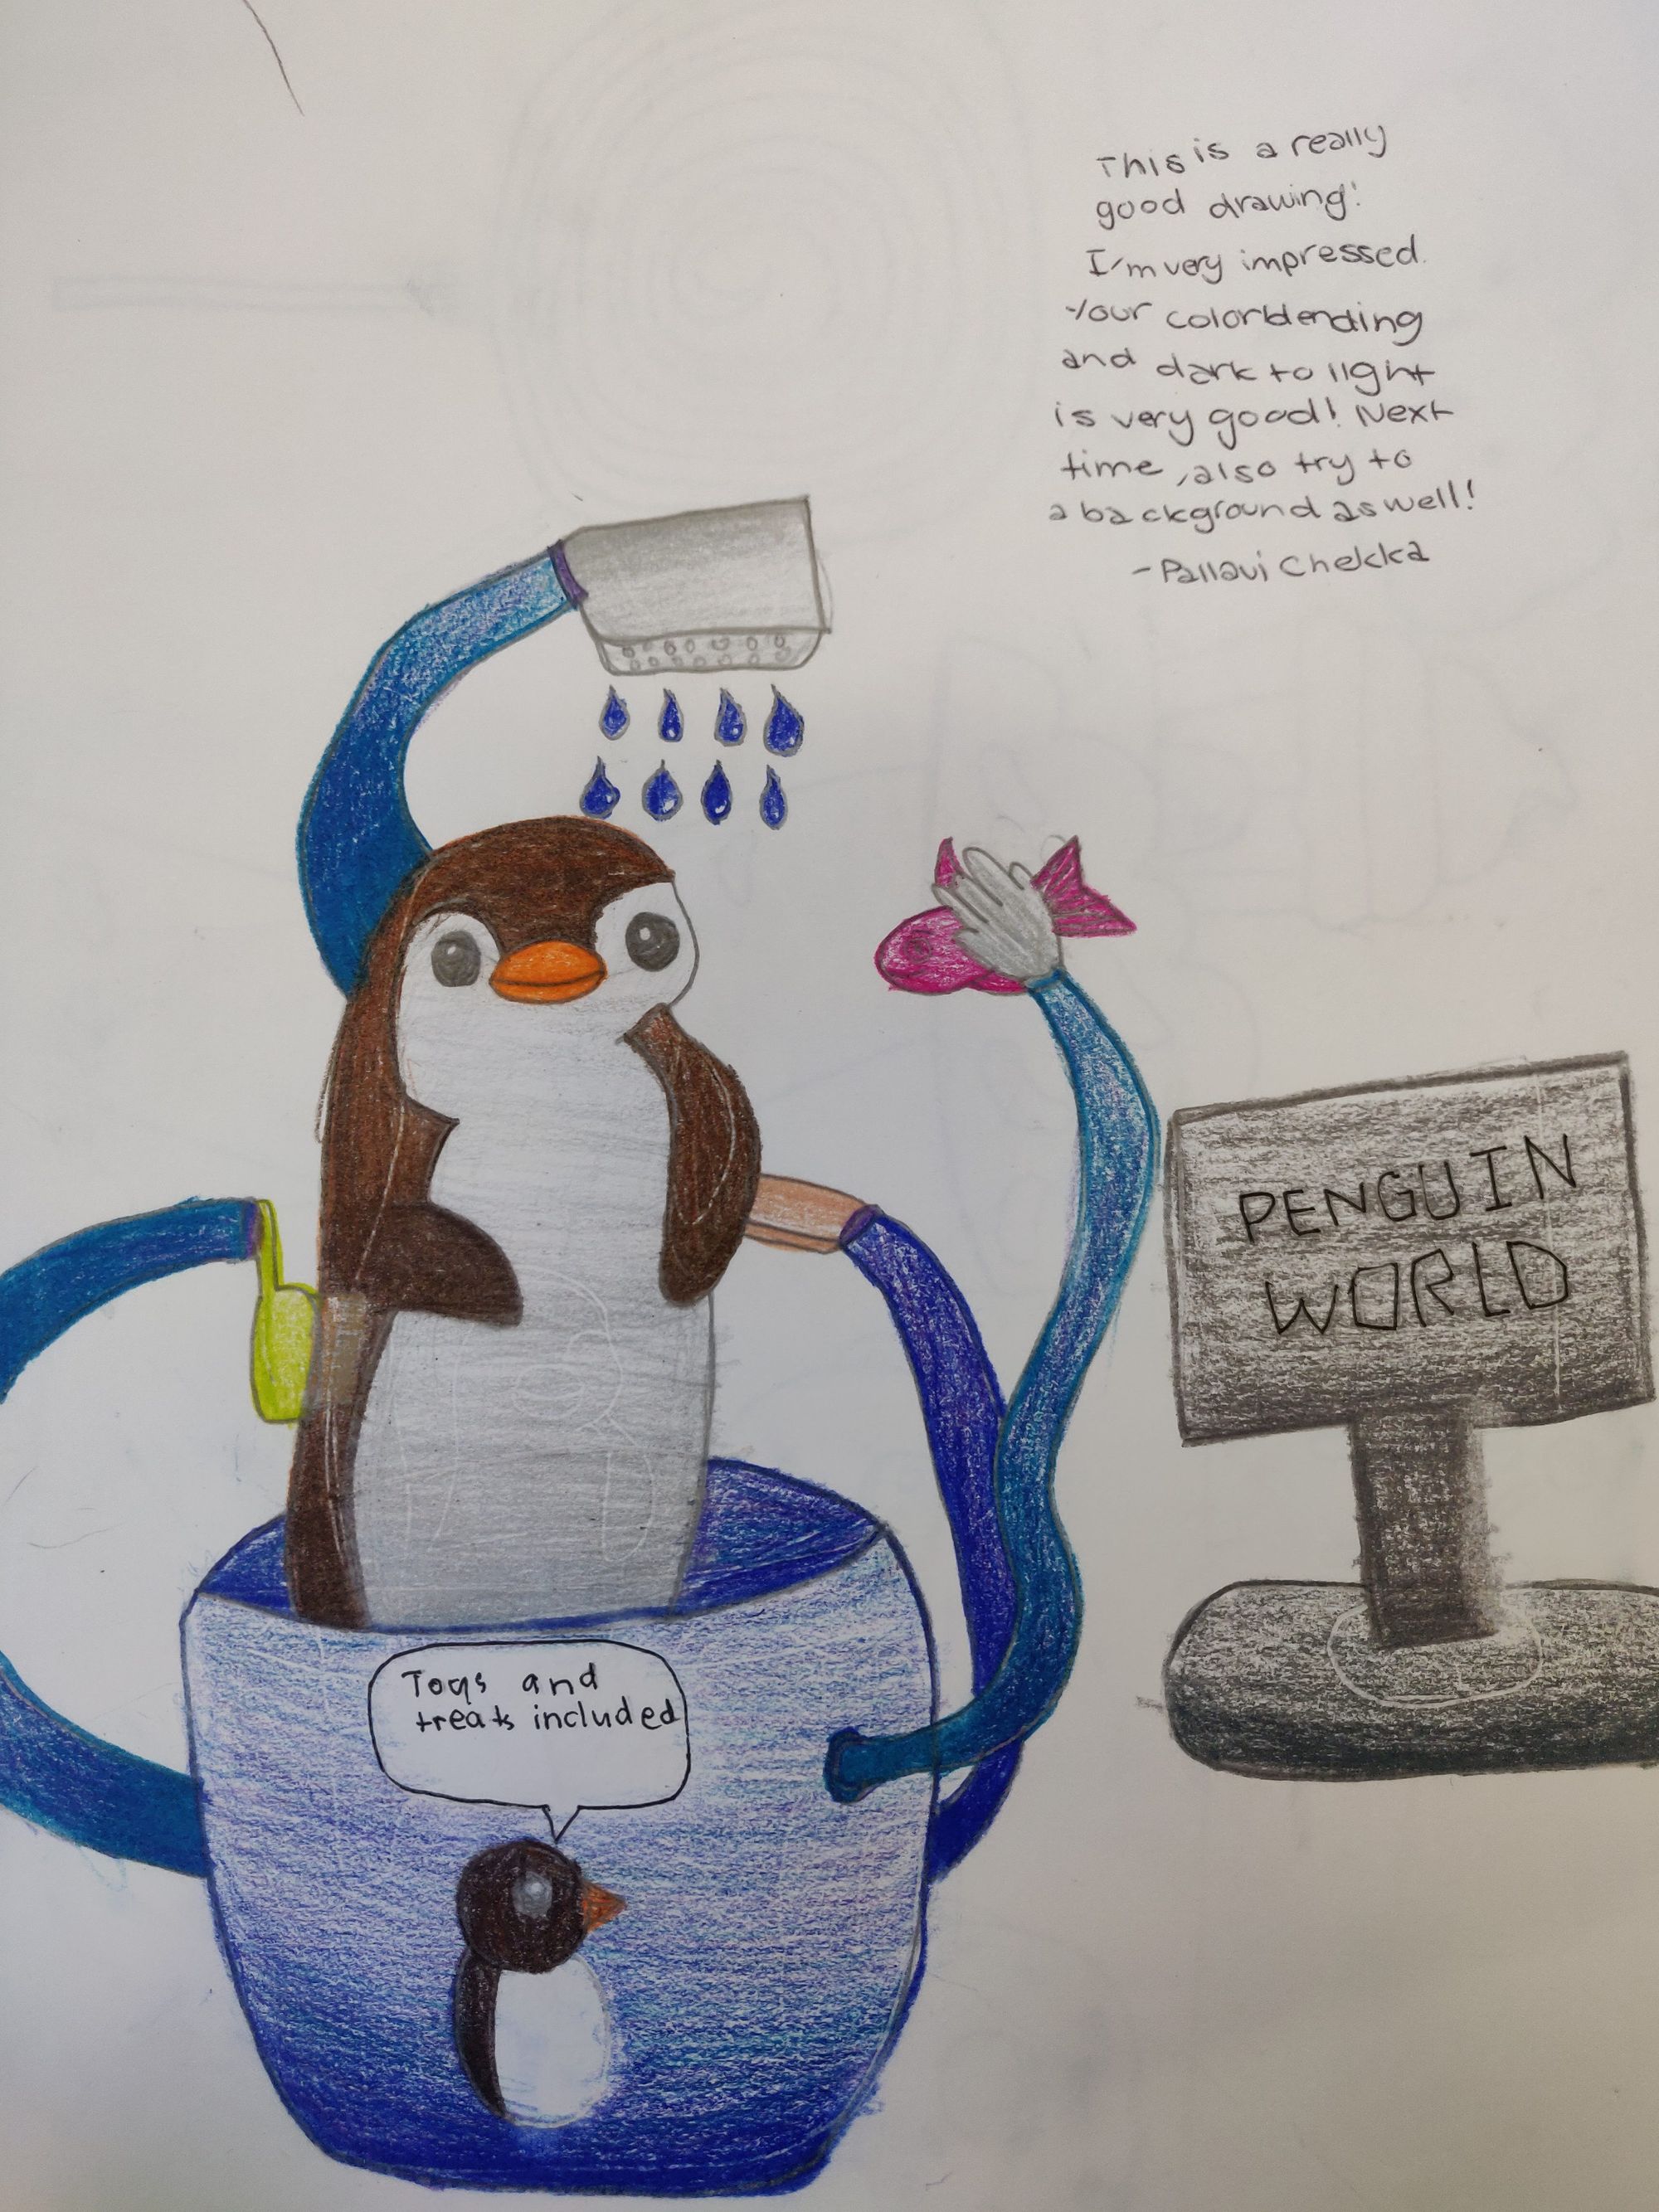 This is a really
good drawing!
I'm very impressed.
Your colorblending
and dark to light
is very good! Next
time, also try to
a background as well!
- Pallavi Chekka
PENGUIN
WORLD
Toys and
treats included